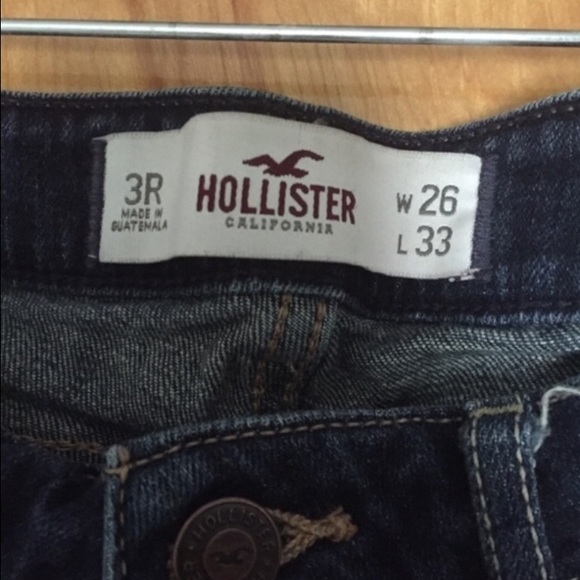 3R
MADE IN
GUATEMALA
HOLLISTER
CALIFORNIA
W 26
L 33
HOLLISTER